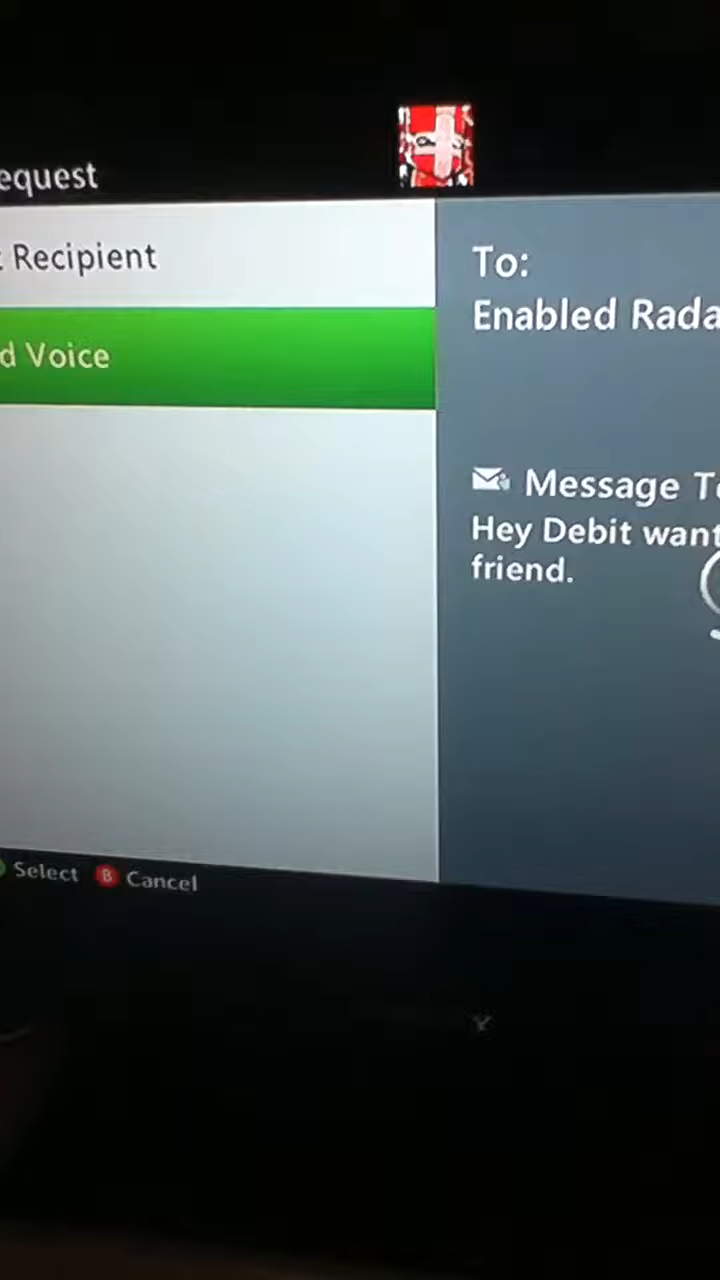 equest
Recipient
d Voice
To:
Enabled Rada
Message T
Hey Debit want
friend.
Select B Cancel